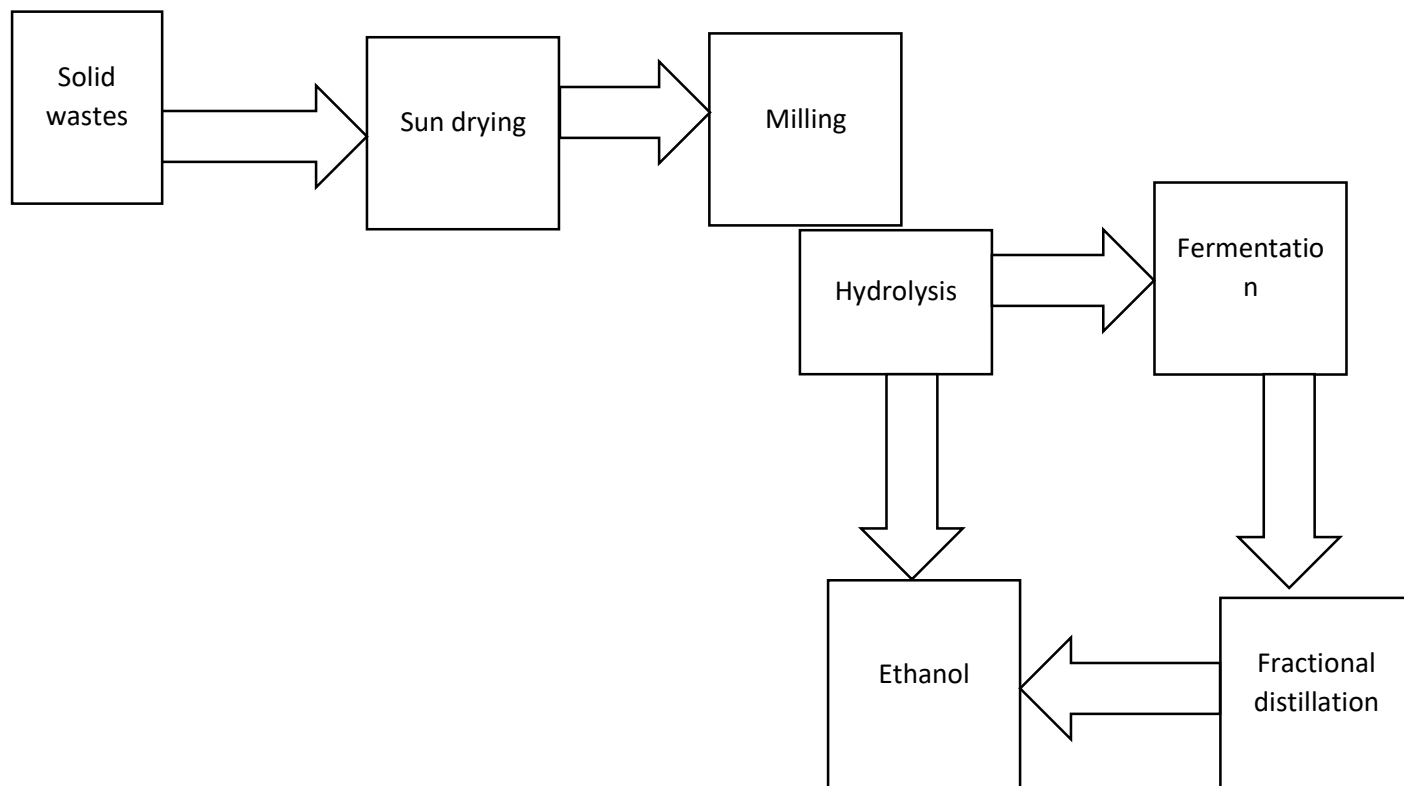 Solid
wastes
Sun drying
Milling
Hydrolysis
Fermentatio
n
Ethanol
Fractional
distillation